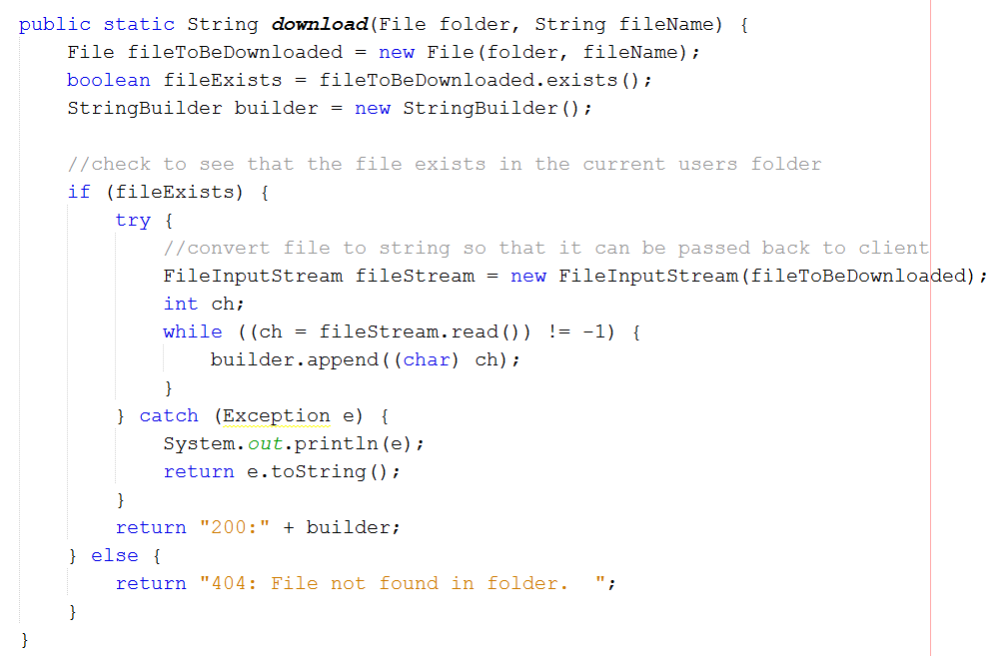 public static String download(File folder, String fileName) {
    File fileToBeDownloaded = new File(folder, fileName);
    boolean fileExists = fileToBeDownloaded.exists();
    StringBuilder builder = new StringBuilder();

    //check to see that the file exists in the current users folder
    if (fileExists) {
        try {
            //convert file to string so that it can be passed back to client
            FileInputStream fileStream = new FileInputStream(fileToBeDownloaded);
            int ch;
            while ((ch = fileStream.read()) != -1) {
                builder.append((char) ch);
            }
        } catch (Exception e) {
            System.out.println(e);
            return e.toString();
        }
        return "200:" + builder;
    } else {
        return "404: File not found in folder.  ";
    }
}